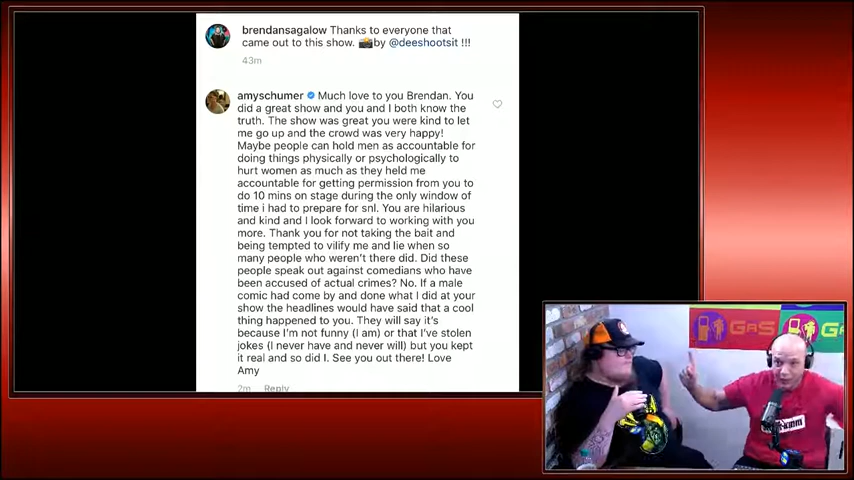 brendansagalow Thanks to everyone that
came out to this show. 📸by @deeshootsit !!!
43m
amyschumer Much love to you Brendan. You
did a great show and you and I both know the
truth. The show was great you were kind to let
me go up and the crowd was very happy!
Maybe people can hold men as accountable for
doing things physically or psychologically to
hurt women as much as they held me
accountable for getting permission from you to
do 10 mins on stage during the only window of
time i had to prepare for snl. You are hilarious
and kind and I look forward to working with you
more. Thank you for not taking the bait and
being tempted to vilify me and lie when so
many people who weren't there did. Did these
people speak out against comedians who have
been accused of actual crimes? No. If a male
comic had come by and done what I did at your
show the headlines would have said that a cool
thing happened to you. They will say it's
because I'm not funny (I am) or that I've stolen
jokes (I never have and never will) but you kept
it real and so did I. See you out there! Love
Amy
2m Reply
GAS
GAS